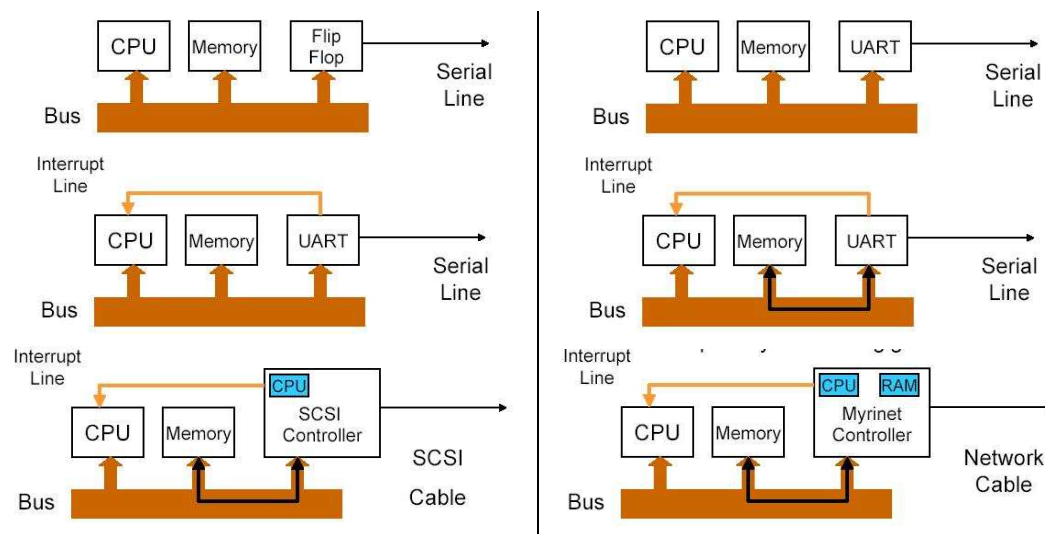 CPU
Memory
Flip
Flop
Serial
Line
Bus
CPU
Memory
UART
Serial
Line
Bus
Interrupt
Line
CPU
Memory
UART
Serial
Line
Bus
Interrupt
Line
CPU
Memory
UART
Serial
Line
Bus
Interrupt
Line
CPU
SCSI
Controller
CPU
Memory
SCSI
Cable
Bus
Interrupt
Line
CPU RAM
Myrinet
Controller
CPU
Memory
Network
Cable
Bus